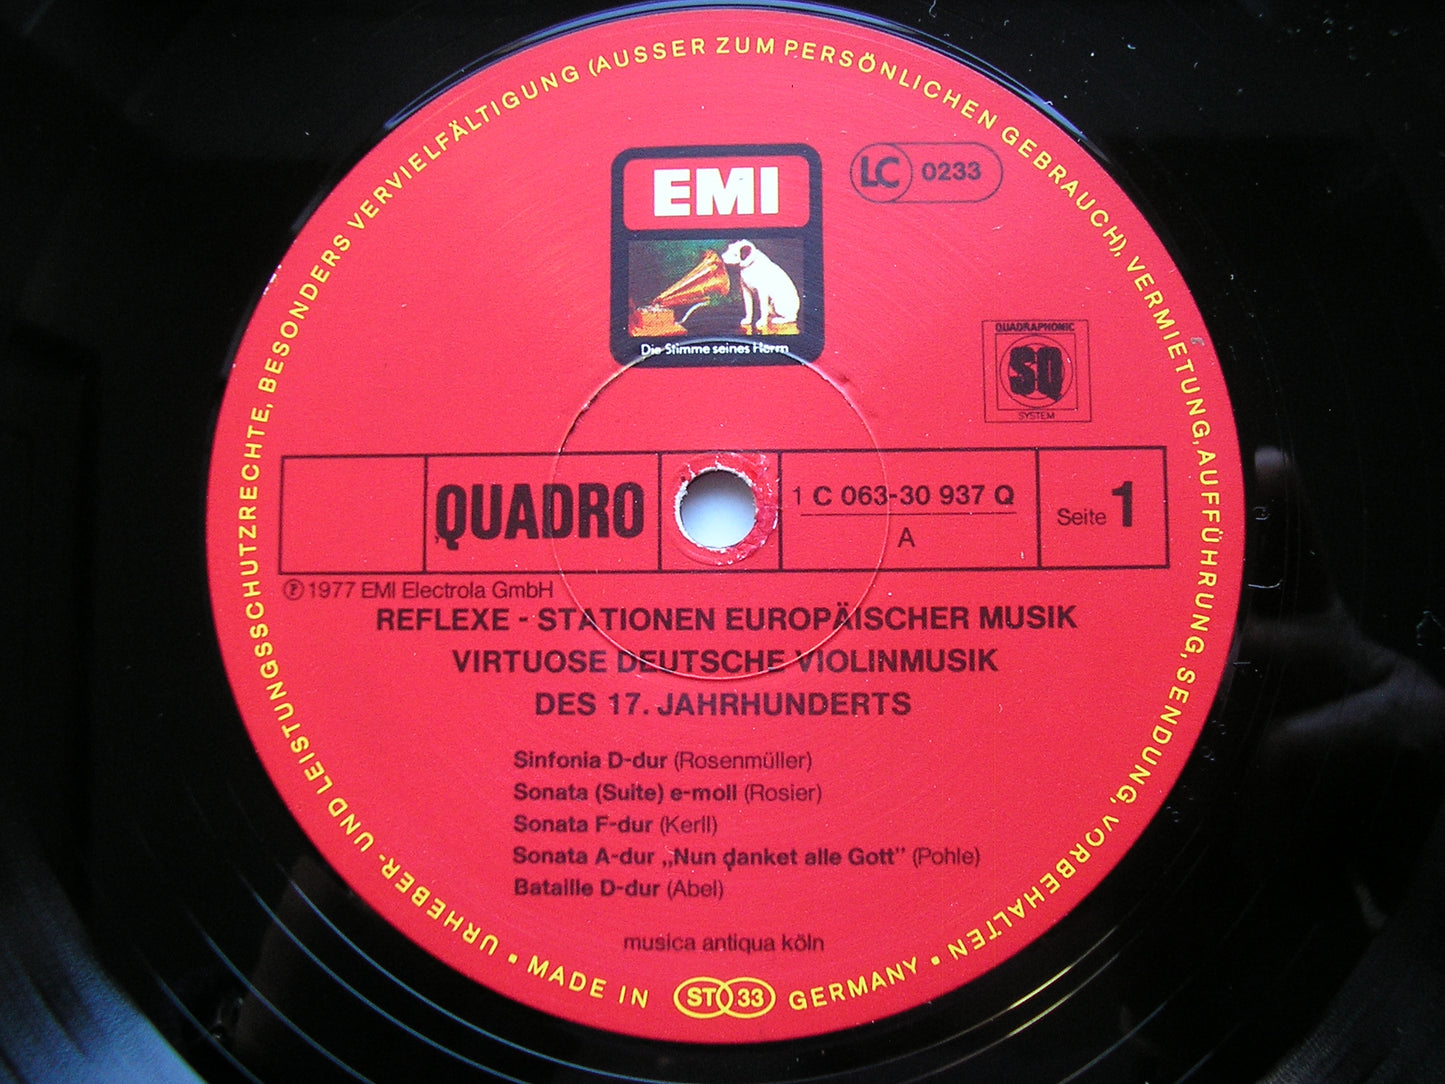 URHEBER- UND LEISTUNGSSCHUTZRECHTE, BESONDERS VERVIELFÄLTIGUNG (AUSSER ZUM PERSÖNLICHEN GEBRAUCH), VERMIETUNG, AUFFÜHRUNG, SENDUNG, VORBEHALTEN •
EMI
LC 0233
Die Stimme seines Herrn
QUADRAPHONIC
SQ
SYSTEM
QUADRO
1 C 063-30 937 Q
A
Seite 1
Ⓟ 1977 EMI Electrola GmbH
REFLEXE - STATIONEN EUROPÄISCHER MUSIK
VIRTUOSE DEUTSCHE VIOLINMUSIK
DES 17. JAHRHUNDERTS
Sinfonia D-dur (Rosenmüller)
Sonata (Suite) e-moll (Rosier)
Sonata F-dur (Kerll)
Sonata A-dur „Nun danket alle Gott" (Pohle)
Bataille D-dur (Abel)
musica antiqua köln
• MADE IN ST 33 GERMANY